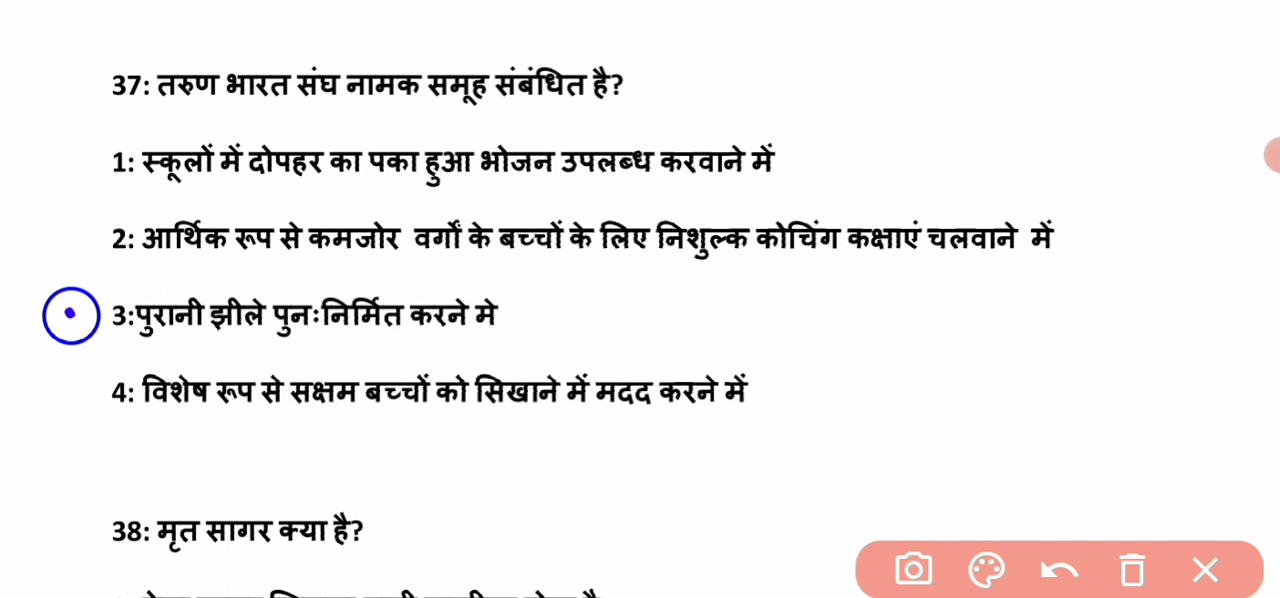 37: तरुण भारत संघ नामक समूह संबंधित है?
1: स्कूलों में दोपहर का पका हुआ भोजन उपलब्ध करवाने में
2: आर्थिक रूप से कमजोर वर्गों के बच्चों के लिए निशुल्क कोचिंग कक्षाएं चलवाने में
3:पुरानी झीले पुनःनिर्मित करने मे
4: विशेष रूप से सक्षम बच्चों को सिखाने में मदद करने में
38: मृत सागर क्या है?